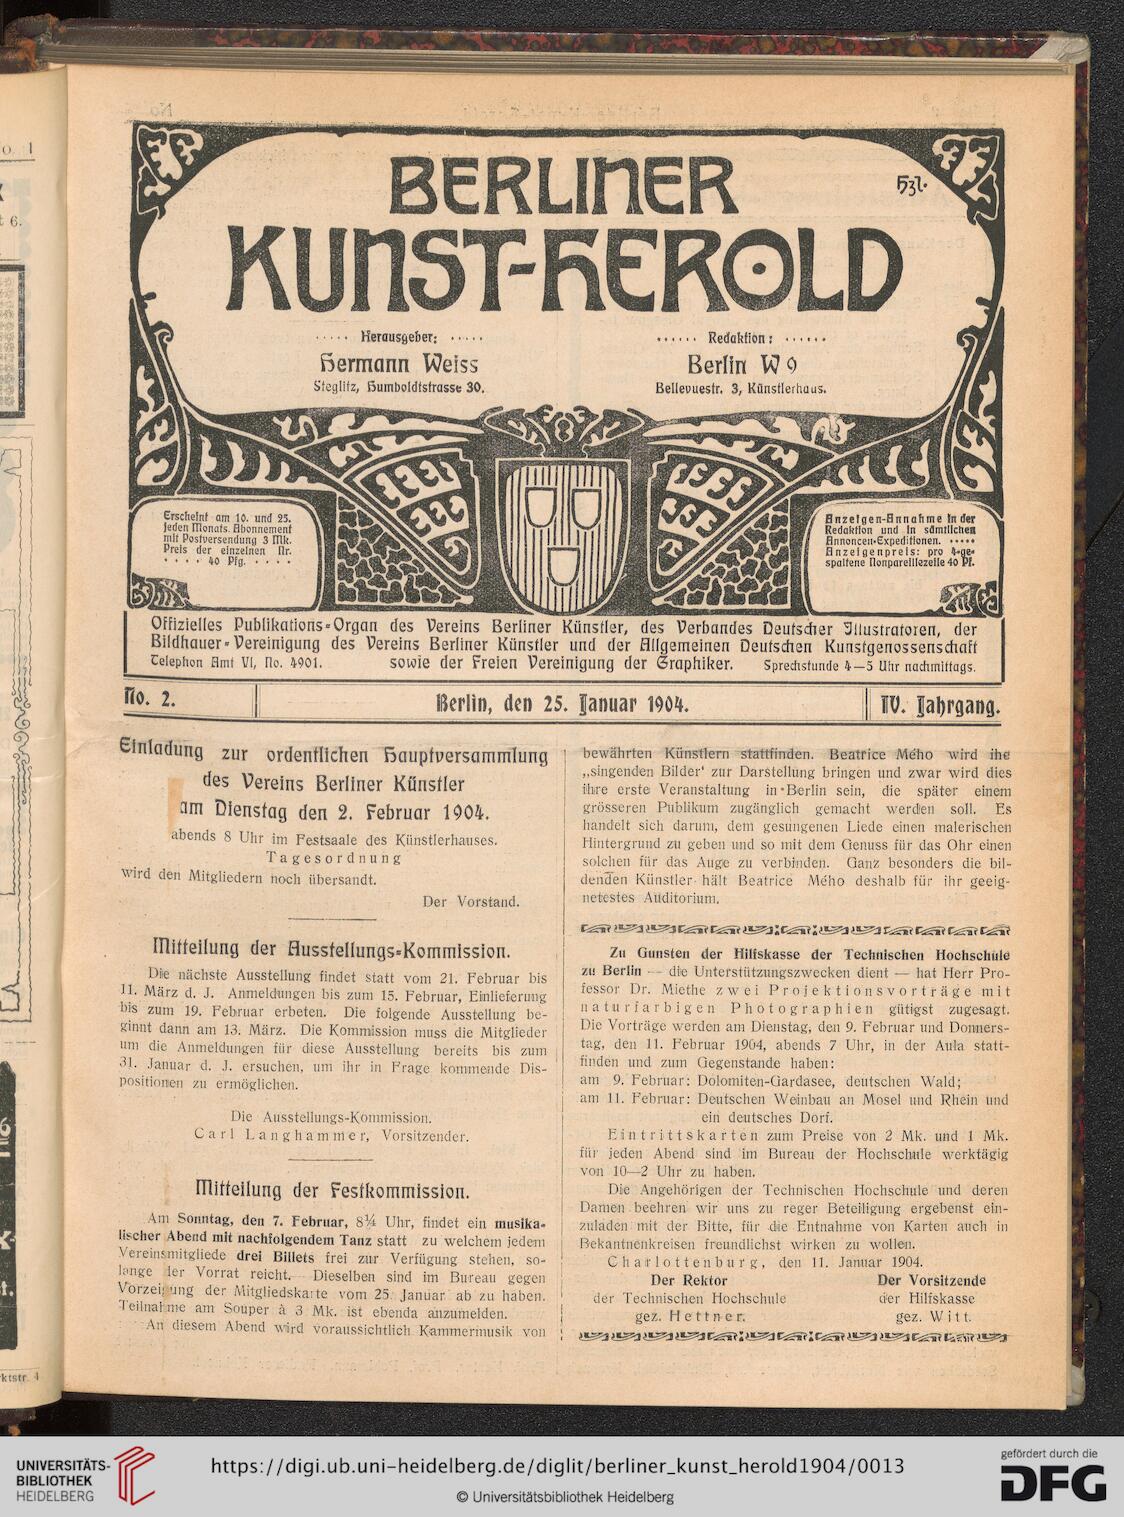 BERLINER
Hzl.
KUNST-HEROLD
Herausgeber:
Hermann Weiss
Steglitz, Humboldtstrasse 30.
Redaktion:
Berlin W 9
Bellevuestr. 3, Künstlerhaus.
Erscheint am 10. und 25.
jeden Monats. Abonnement
mit Postversendung 3 Mk.
Preis der einzelnen Nr.
40 Pfg.
Anzeigen-Annahme in der
Redaktion und in sämtlichen
Annoncen-Expeditionen.
Anzeigenpreis: pro 4-ge-
spaltene Nonpareillezeile 40 Pf.
Offizielles Publikations-Organ des Vereins Berliner Künstler, des Verbandes Deutscher Illustratoren, der
Bildhauer-Vereinigung des Vereins Berliner Künstler und der Allgemeinen Deutschen Kunstgenossenschaft
Telephon Amt VI, No. 4901. sowie der Freien Vereinigung der Graphiker. Sprechstunde 4—5 Uhr nachmittags.
No. 2. Berlin, den 25. Januar 1904. IV. Jahrgang.
Einladung zur ordentlichen Hauptversammlung
des Vereins Berliner Künstler
am Dienstag den 2. Februar 1904.
abends 8 Uhr im Festsaale des Künstlerhauses.
Tagesordnung
wird den Mitgliedern noch übersandt.
Der Vorstand.
Mitteilung der Ausstellungs-Kommission.
Die nächste Ausstellung findet statt vom 21. Februar bis
11. März d. J. Anmeldungen bis zum 15. Februar, Einlieferung
bis zum 19. Februar erbeten. Die folgende Ausstellung be-
ginnt dann am 13. März. Die Kommission muss die Mitglieder
um die Anmeldungen für diese Ausstellung bereits bis zum
31. Januar d. J. ersuchen, um ihr in Frage kommende Dis-
positionen zu ermöglichen.
Die Ausstellungs-Kommission.
Carl Langhammer, Vorsitzender.
Mitteilung der Festkommission.
Am Sonntag, den 7. Februar, 8¼ Uhr, findet ein musika-
lischer Abend mit nachfolgendem Tanz statt zu welchem jedem
Vereinsmitgliede drei Billets frei zur Verfügung stehen, so-
lange der Vorrat reicht. Dieselben sind im Bureau gegen
Vorzeigung der Mitgliedskarte vom 25. Januar ab zu haben.
Teilnahme am Souper à 3 Mk. ist ebenda anzumelden.
An diesem Abend wird voraussichtlich Kammermusik von
bewährten Künstlern stattfinden. Beatrice Mého wird ihe
„singenden Bilder' zur Darstellung bringen und zwar wird dies
ihre erste Veranstaltung in Berlin sein, die später einem
grösseren Publikum zugänglich gemacht werden soll. Es
handelt sich darum, dem gesungenen Liede einen malerischen
Hintergrund zu geben und so mit dem Genuss für das Ohr einen
solchen für das Auge zu verbinden. Ganz besonders die bil-
denden Künstler hält Beatrice Mého deshalb für ihr geeig-
netestes Auditorium.
Zu Gunsten der Hilfskasse der Technischen Hochschule
zu Berlin — die Unterstützungszwecken dient — hat Herr Pro-
fessor Dr. Miethe zwei Projektionsvorträge mit
naturfarbigen Photographien gütigst zugesagt.
Die Vorträge werden am Dienstag, den 9. Februar und Donners-
tag, den 11. Februar 1904, abends 7 Uhr, in der Aula statt-
finden und zum Gegenstande haben:
am 9. Februar: Dolomiten-Gardasee, deutschen Wald;
am 11. Februar: Deutschen Weinbau an Mosel und Rhein und
ein deutsches Dorf.
Eintrittskarten zum Preise von 2 Mk. und 1 Mk.
für jeden Abend sind im Bureau der Hochschule werktägig
von 10—2 Uhr zu haben.
Die Angehörigen der Technischen Hochschule und deren
Damen beehren wir uns zu reger Beteiligung ergebenst ein-
zuladen mit der Bitte, für die Entnahme von Karten auch in
Bekanntenkreisen freundlichst wirken zu wollen.
Charlottenburg, den 11. Januar 1904.
Der Rektor
der Technischen Hochschule
gez. Hettner.
Der Vorsitzende
der Hilfskasse
gez. Witt.
UNIVERSITÄTS-
BIBLIOTHEK
HEIDELBERG
https://digi.ub.uni-heidelberg.de/diglit/berliner_kunst_herold1904/0013
© Universitätsbibliothek Heidelberg
gefördert durch die
DFG